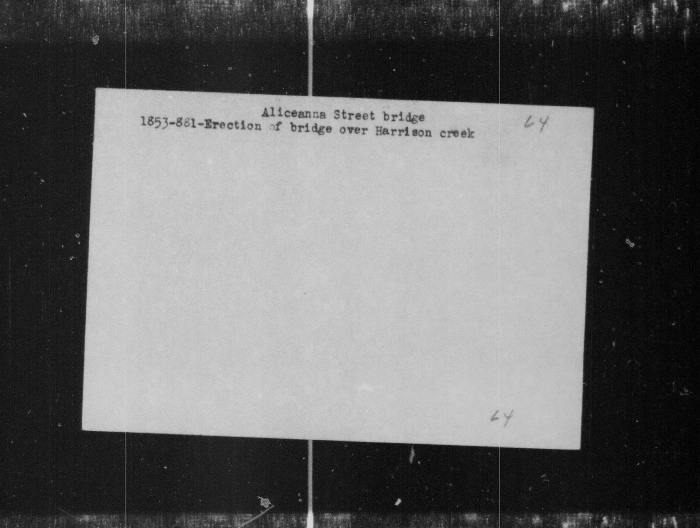 Aliceanna Street bridge
64
1853-881-Erection of bridge over Harrison creek
64